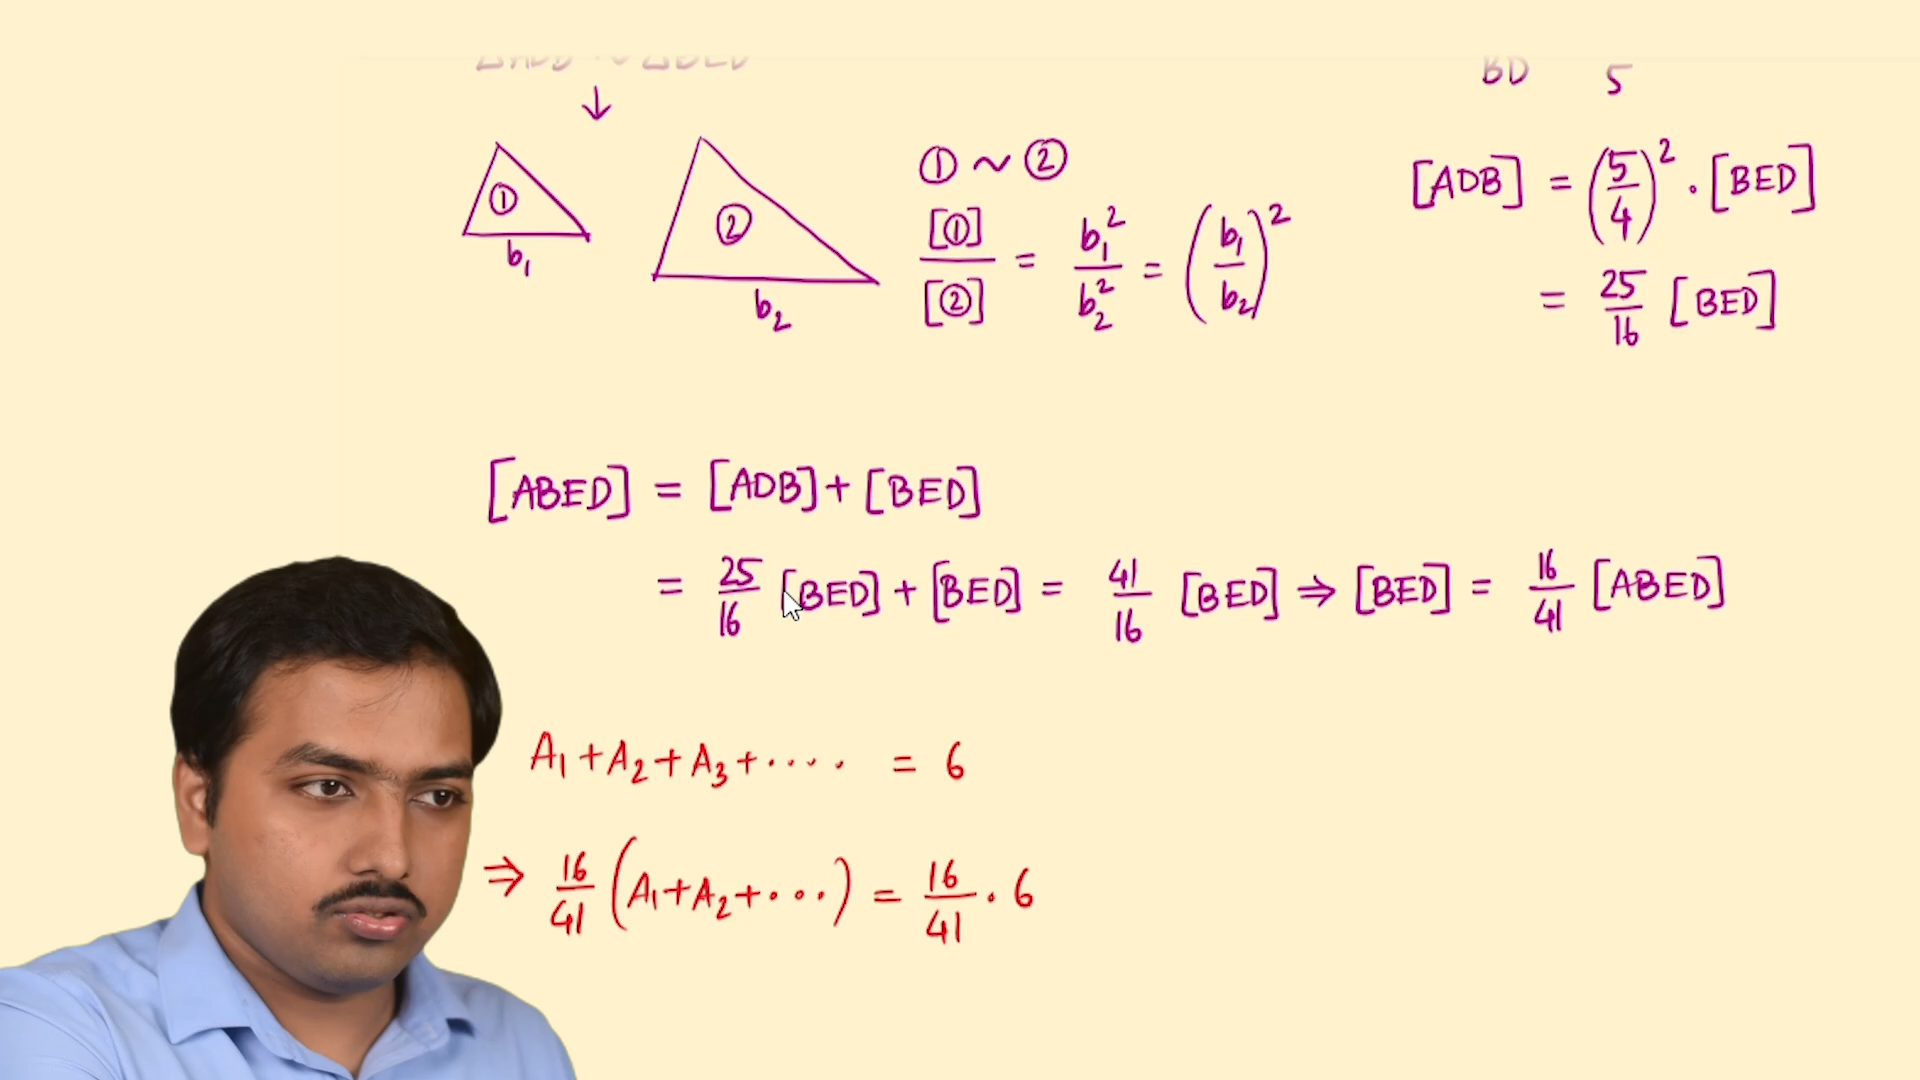 △ADB ~ △BED
↓
① ~ ②
[①]/[②] = b₁²/b₂² = (b₁/b₂)²
①
b₁
②
b₂
BD 5
[ADB] = (5/4)² · [BED]
= 25/16 [BED]
[ABED] = [ADB] + [BED]
= 25/16 [BED] + [BED] = 41/16 [BED] ⇒ [BED] = 16/41 [ABED]
A₁ + A₂ + A₃ + ···· = 6
⇒ 16/41 (A₁ + A₂ + ···) = 16/41 · 6